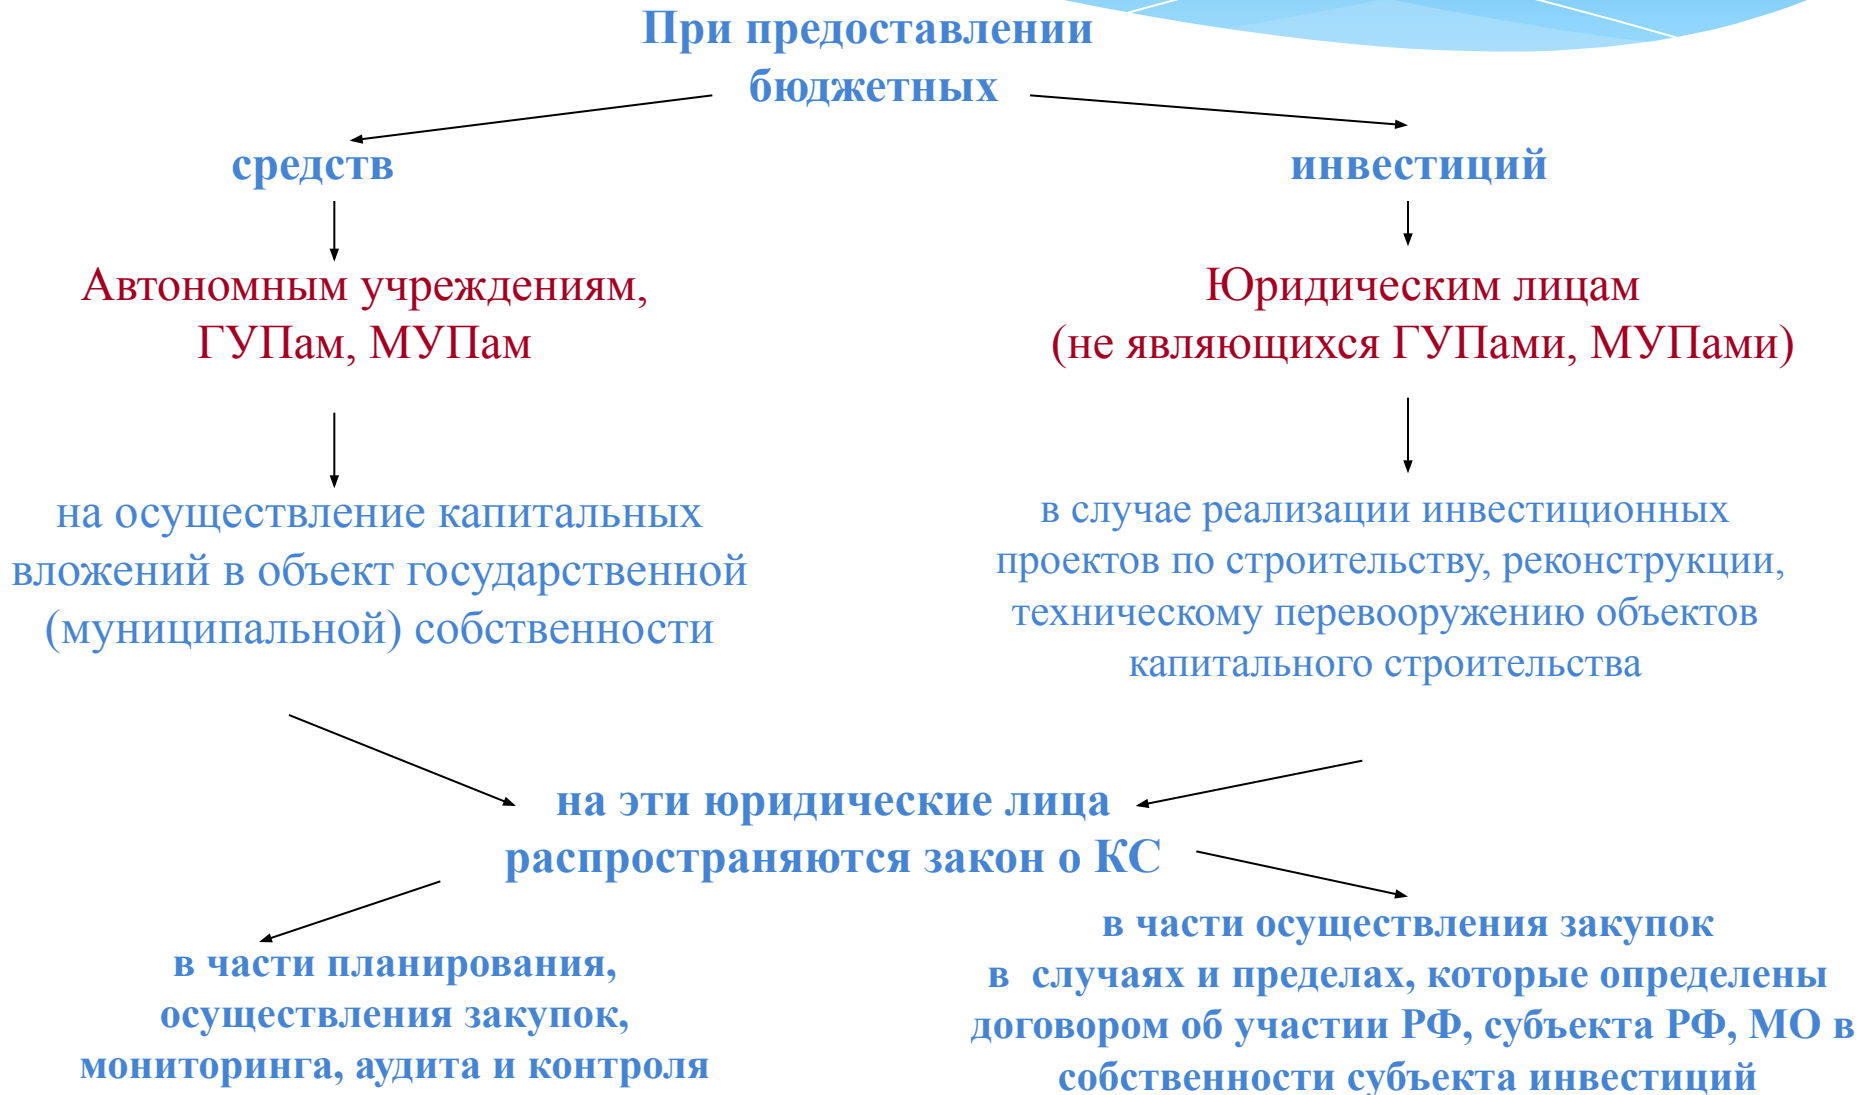 При предоставлении
бюджетных
средств
инвестиций
Автономным учреждениям,
ГУПам, МУПам
Юридическим лицам
(не являющихся ГУПами, МУПами)
на осуществление капитальных
вложений в объект государственной
(муниципальной) собственности
в случае реализации инвестиционных
проектов по строительству, реконструкции,
техническому перевооружению объектов
капитального строительства
на эти юридические лица
распространяются закон о КС
в части планирования,
осуществления закупок,
мониторинга, аудита и контроля
в части осуществления закупок
в случаях и пределах, которые определены
договором об участии РФ, субъекта РФ, МО в
собственности субъекта инвестиций